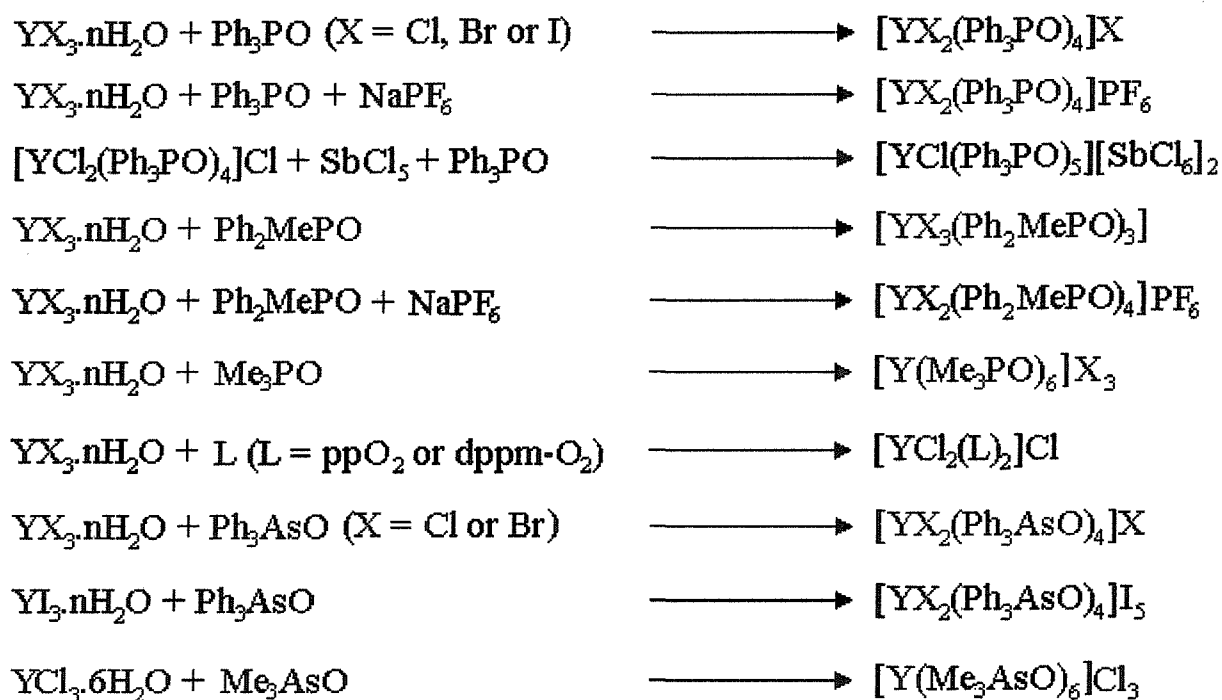 YX₃.nH₂O + Ph₃PO (X = Cl, Br or I) ⟶ [YX₂(Ph₃PO)₄]X
YX₃.nH₂O + Ph₃PO + NaPF₆ ⟶ [YX₂(Ph₃PO)₄]PF₆
[YCl₂(Ph₃PO)₄]Cl + SbCl₅ + Ph₃PO ⟶ [YCl(Ph₃PO)₅][SbCl₆]₂
YX₃.nH₂O + Ph₂MePO ⟶ [YX₃(Ph₂MePO)₃]
YX₃.nH₂O + Ph₂MePO + NaPF₆ ⟶ [YX₂(Ph₂MePO)₄]PF₆
YX₃.nH₂O + Me₃PO ⟶ [Y(Me₃PO)₆]X₃
YX₃.nH₂O + L (L = ppO₂ or dppm-O₂) ⟶ [YCl₂(L)₂]Cl
YX₃.nH₂O + Ph₃AsO (X = Cl or Br) ⟶ [YX₂(Ph₃AsO)₄]X
YI₃.nH₂O + Ph₃AsO ⟶ [YX₂(Ph₃AsO)₄]I₅
YCl₃.6H₂O + Me₃AsO ⟶ [Y(Me₃AsO)₆]Cl₃